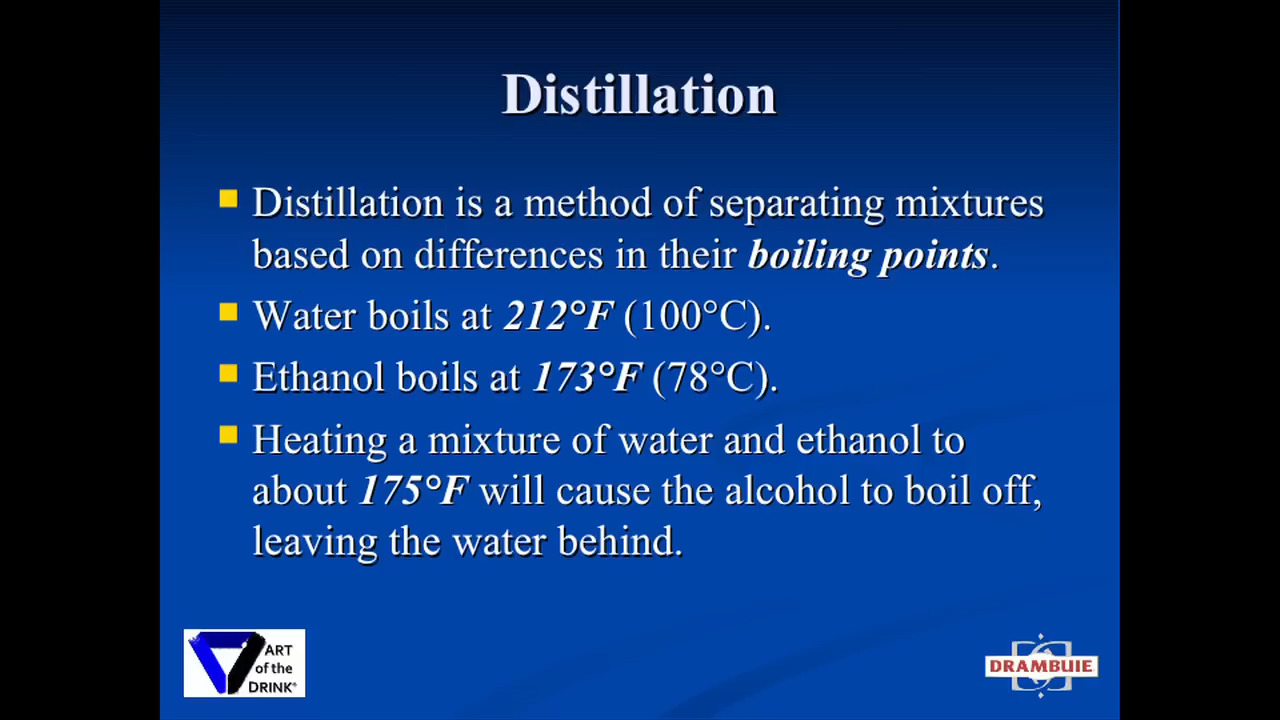 Distillation
Distillation is a method of separating mixtures
based on differences in their boiling points.
Water boils at 212°F (100°C).
Ethanol boils at 173°F (78°C).
Heating a mixture of water and ethanol to
about 175°F will cause the alcohol to boil off,
leaving the water behind.
ART
of the
DRINK®
DRAMBUIE